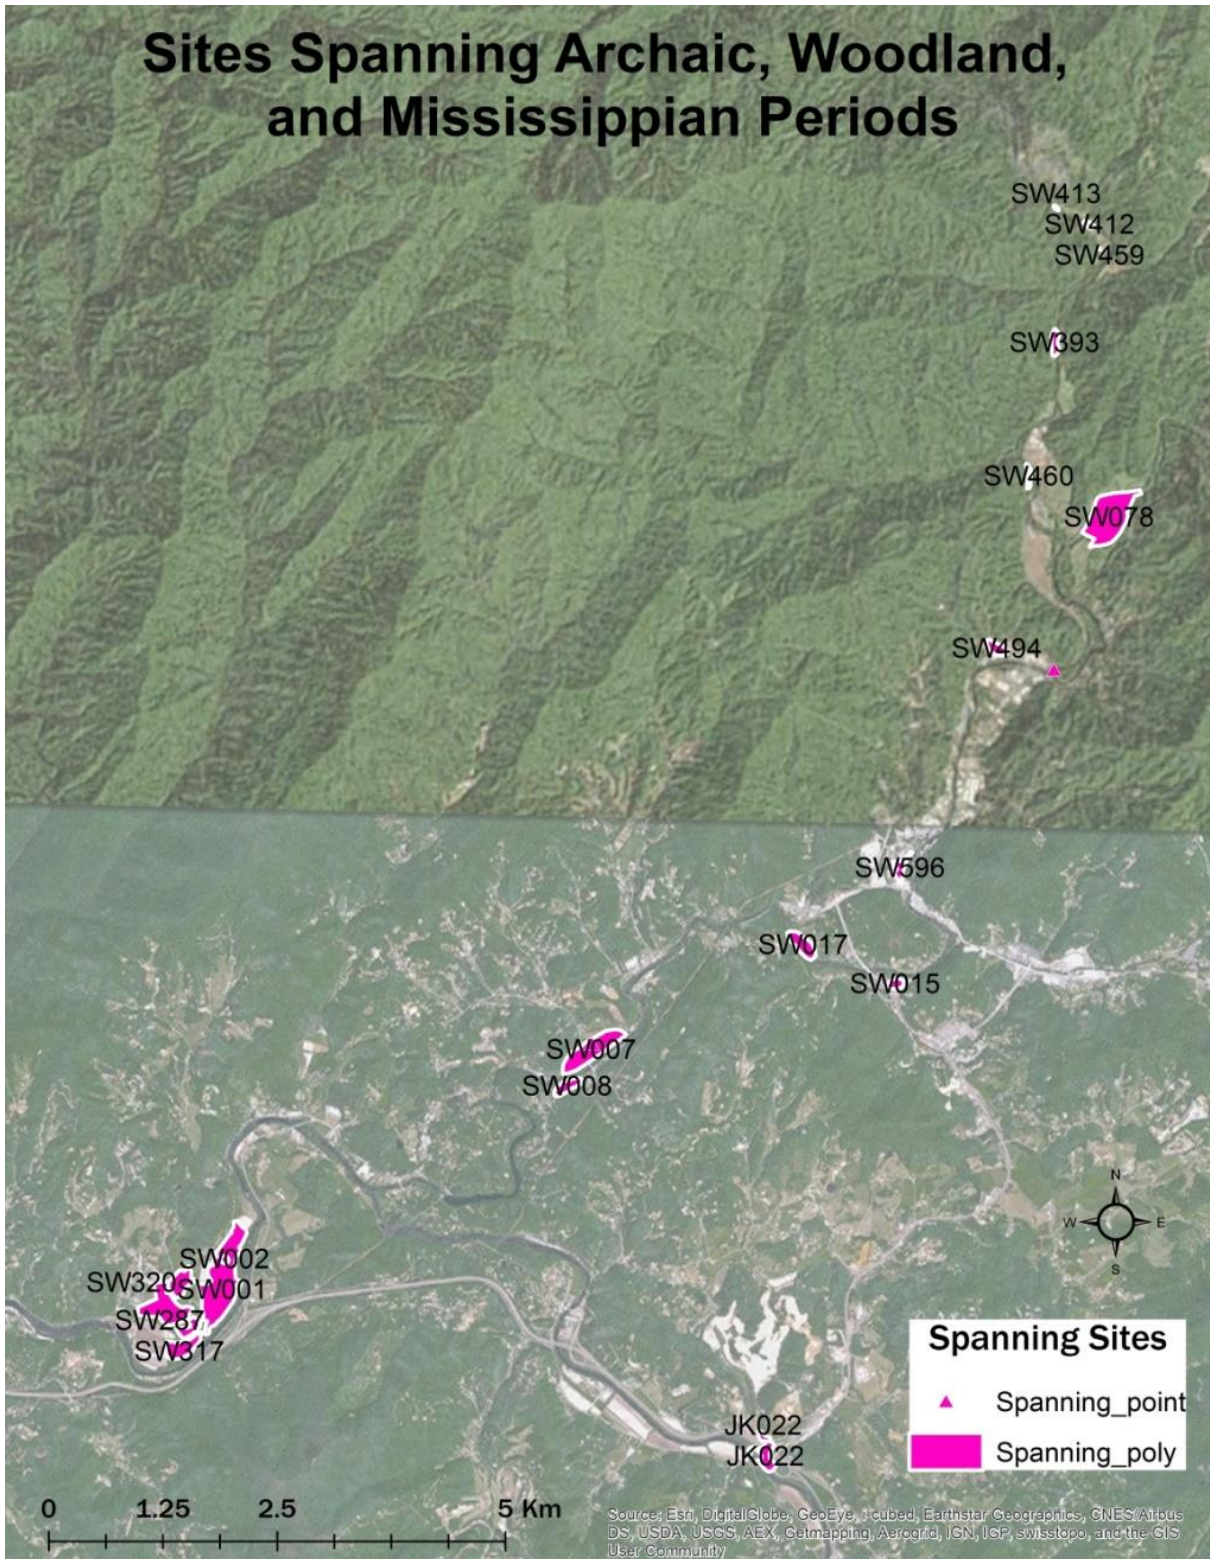 Sites Spanning Archaic, Woodland,
and Mississippian Periods
SW413
SW412
SW459
SW393
SW460
SW078
SW494
SW596
SW017
SW015
SW007
SW008
SW002
SW320
SW001
SW287
SW317
JK022
JK022
N
W E
S
Spanning Sites
Spanning_point
Spanning_poly
0 1.25 2.5 5 Km
Source: Esri, DigitalGlobe, GeoEye, i-cubed, Earthstar Geographics, CNES/Airbus
DS, USDA, USGS, AEX, Getmapping, Aerogrid, IGN, IGP, swisstopo, and the GIS
User Community